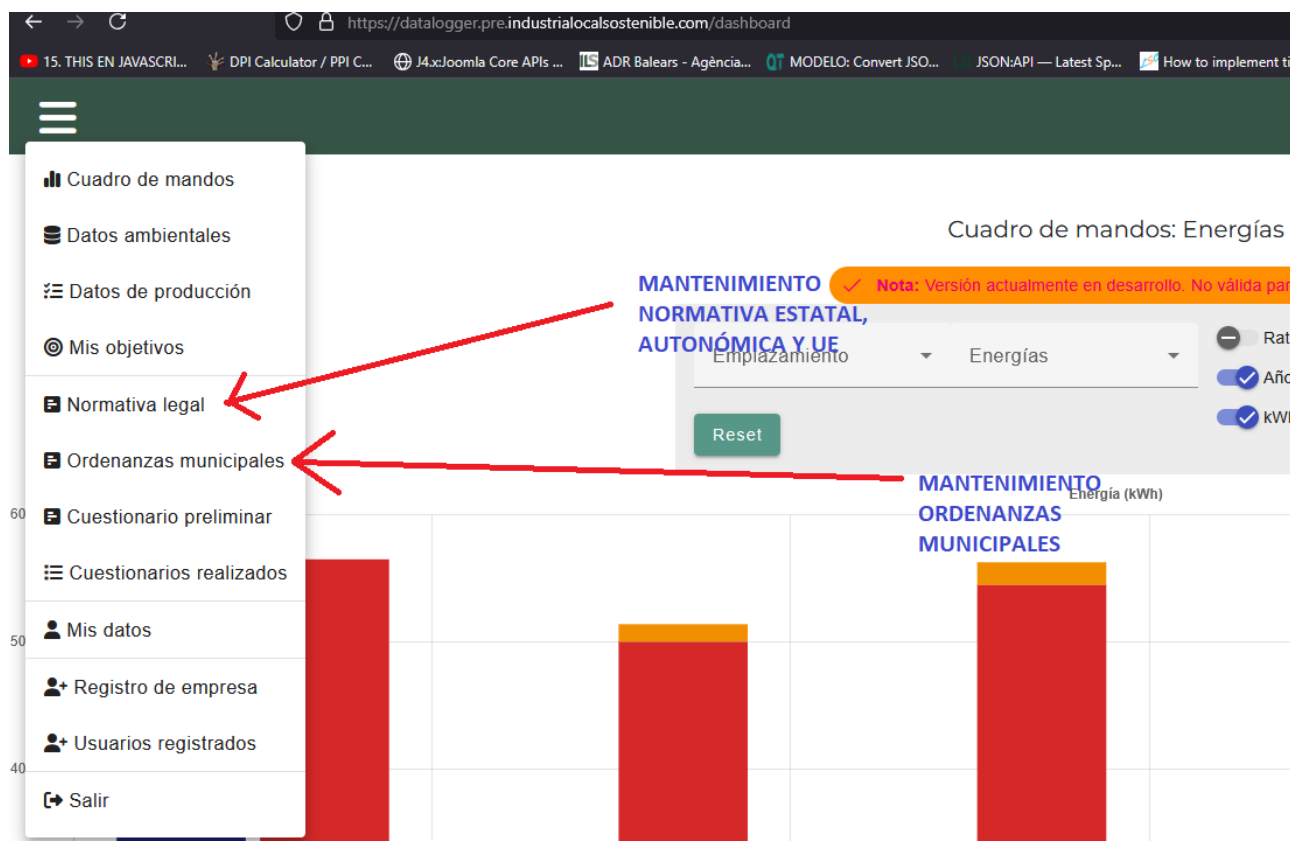 https://datalogger.pre.industrialocalsostenible.com/dashboard
15. THIS EN JAVASCRI... DPI Calculator / PPI C... J4.x:Joomla Core APIs ... ILS ADR Balears - Agència... QT MODELO: Convert JSO... JSON:API — Latest Sp... How to implement ti
Cuadro de mandos
Datos ambientales
Datos de producción
Mis objetivos
Normativa legal
Ordenanzas municipales
Cuestionario preliminar
Cuestionarios realizados
Mis datos
Registro de empresa
Usuarios registrados
Salir
Cuadro de mandos: Energías
MANTENIMIENTO
NORMATIVA ESTATAL,
AUTONÓMICA Y UE
Nota: Versión actualmente en desarrollo. No válida par
Emplazamiento Energías
Rat
Año
kWh
Reset
MANTENIMIENTO
ORDENANZAS
MUNICIPALES
Energía (kWh)
60
50
40